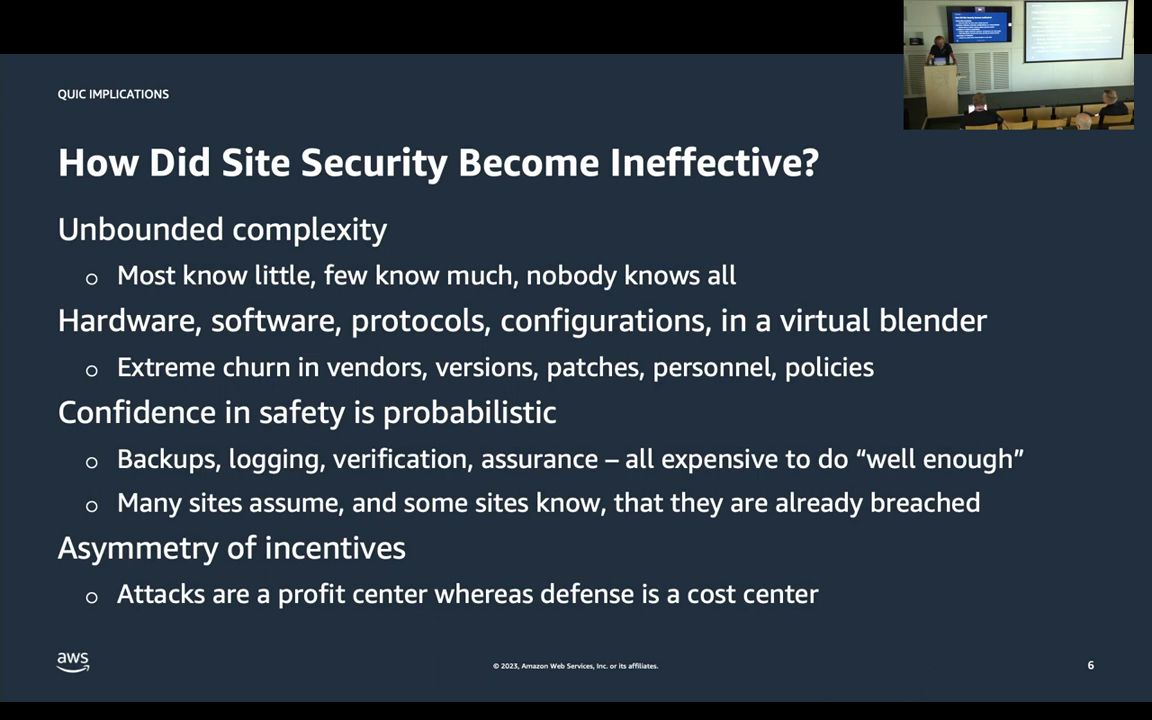 QUIC IMPLICATIONS
How Did Site Security Become Ineffective?
Unbounded complexity
o Most know little, few know much, nobody knows all
Hardware, software, protocols, configurations, in a virtual blender
o Extreme churn in vendors, versions, patches, personnel, policies
Confidence in safety is probabilistic
o Backups, logging, verification, assurance – all expensive to do “well enough”
o Many sites assume, and some sites know, that they are already breached
Asymmetry of incentives
o Attacks are a profit center whereas defense is a cost center
aws
© 2023, Amazon Web Services, Inc. or its affiliates.
6